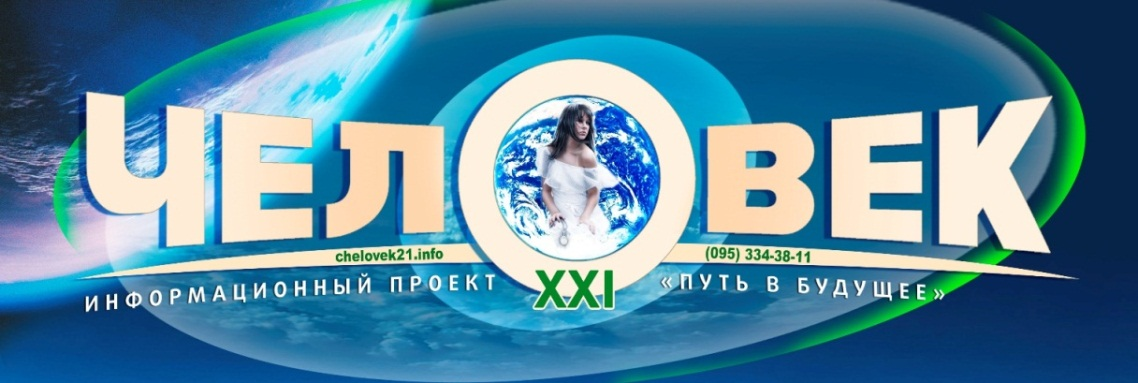 ЧЕЛОВЕК
chelovek21.info (095) 334-38-11
ИНФОРМАЦИОННЫЙ ПРОЕКТ XXI «ПУТЬ В БУДУЩЕЕ»